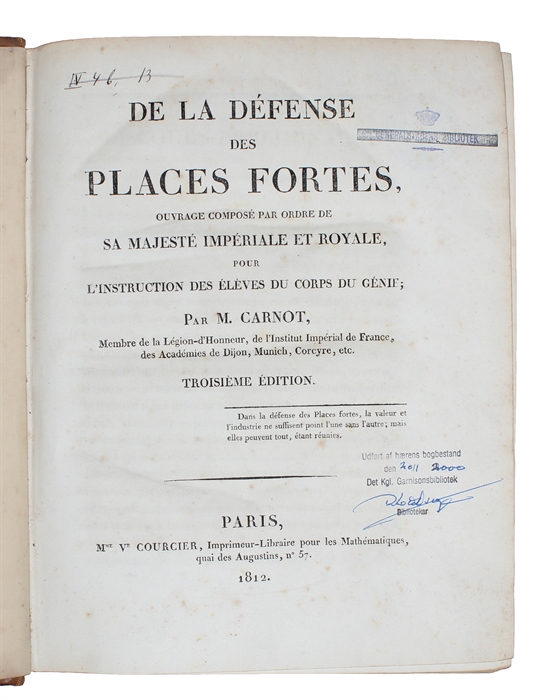 IV 46, 13
DE LA DÉFENSE
BIBLIOTEK
DES
PLACES FORTES,
OUVRAGE COMPOSÉ PAR ORDRE DE
SA MAJESTÉ IMPÉRIALE ET ROYALE,
POUR
L'INSTRUCTION DES ÉLÈVES DU CORPS DU GÉNIE;
PAR M. CARNOT,
Membre de la Légion-d'Honneur, de l'Institut Impérial de France,
des Académies de Dijon, Munich, Corcyre, etc.
TROISIÈME ÉDITION.
Dans la défense des Places fortes, la valeur et
l'industrie ne suffisent point l'une sans l'autre; mais
elles peuvent tout, étant réunies.
Udført af hærens bogbestand
den 20/1 2000
Det Kgl. Garnisonsbibliotek
Bibliotekar
PARIS,
Mme Ve COURCIER, Imprimeur-Libraire pour les Mathématiques,
quai des Augustins, n° 57.
1812.